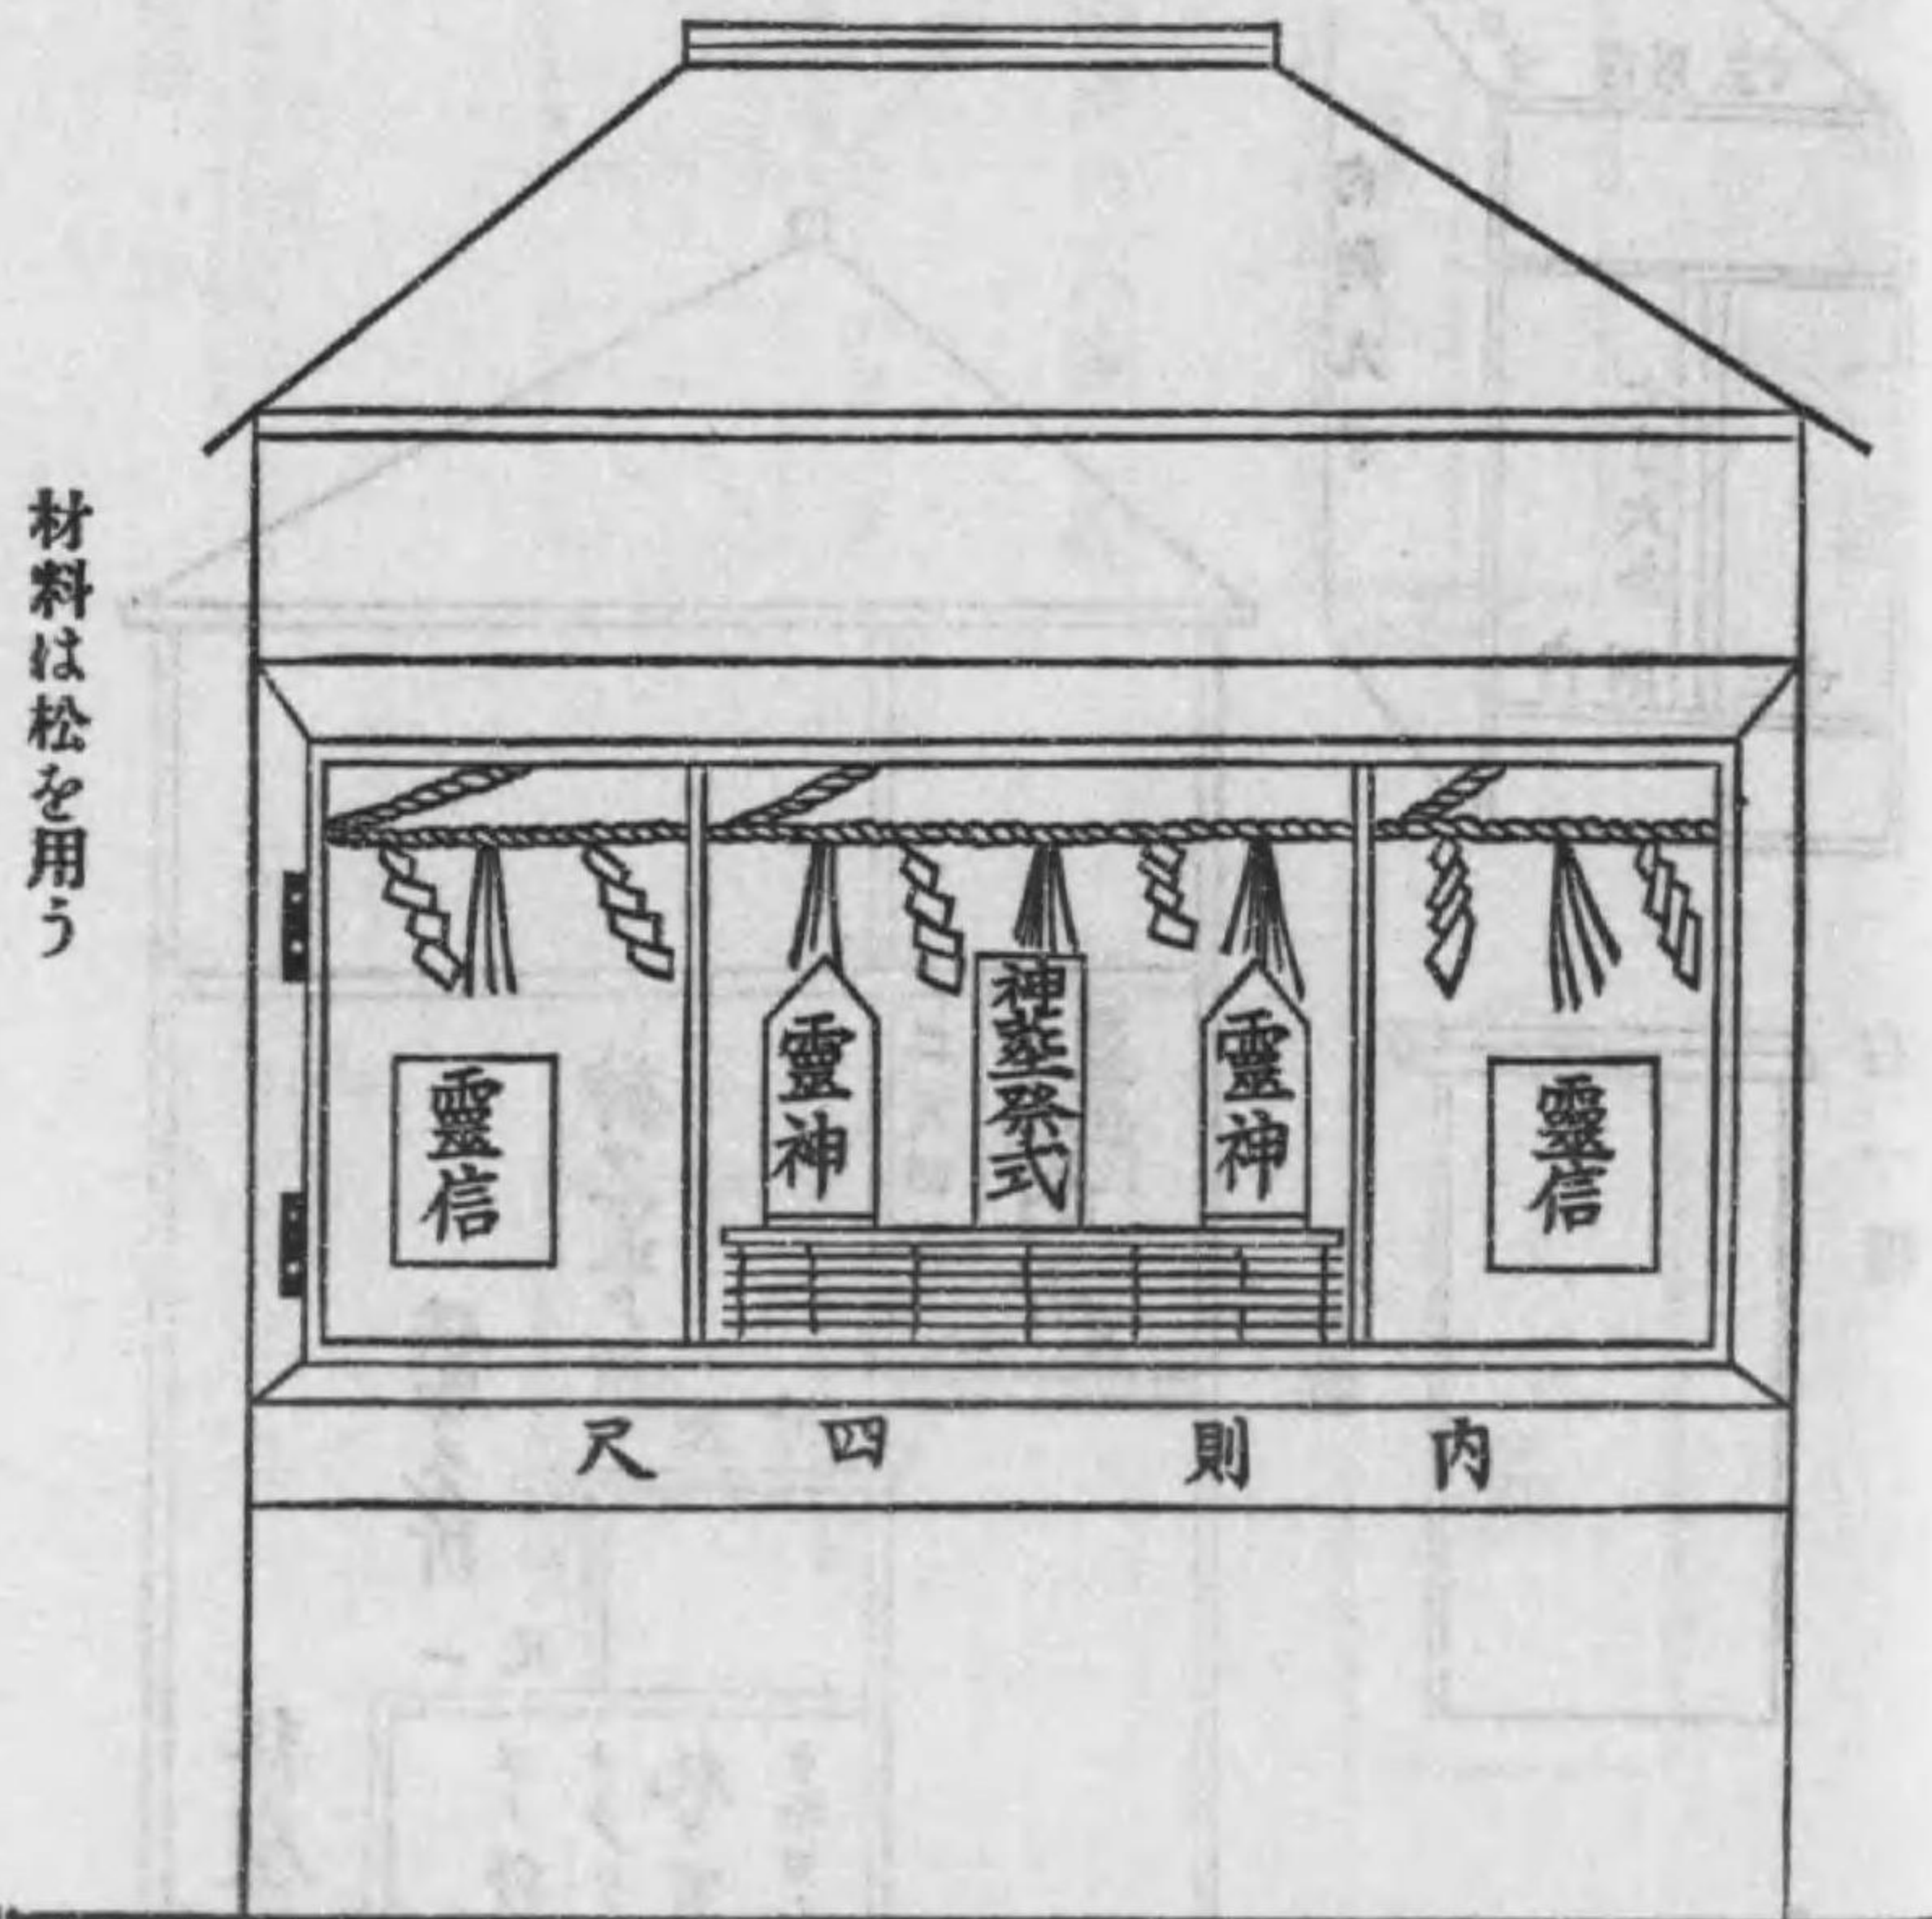 靈信
靈神
神塟祭式
靈神
靈信
内則四尺
材料は松を用う